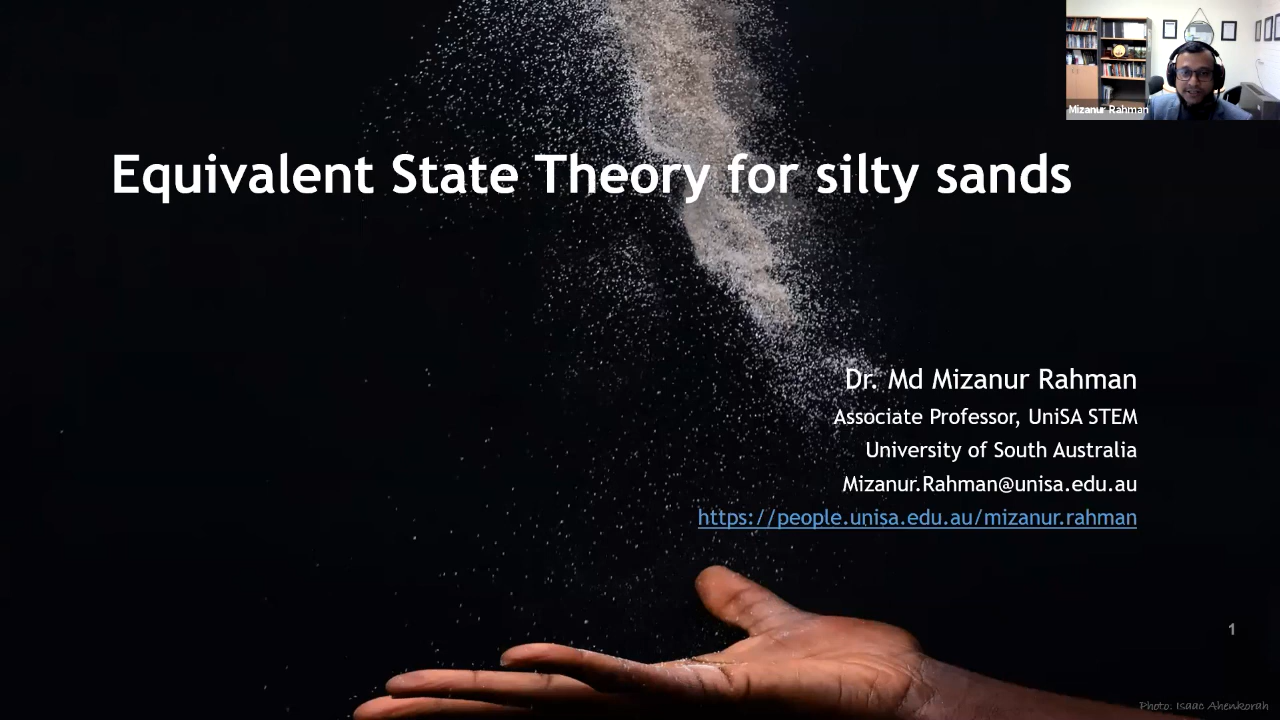 Mizanur Rahman
Equivalent State Theory for silty sands
Dr. Md Mizanur Rahman
Associate Professor, UniSA STEM
University of South Australia
Mizanur.Rahman@unisa.edu.au
https://people.unisa.edu.au/mizanur.rahman
1
Photo: Isaac Ahenkorah